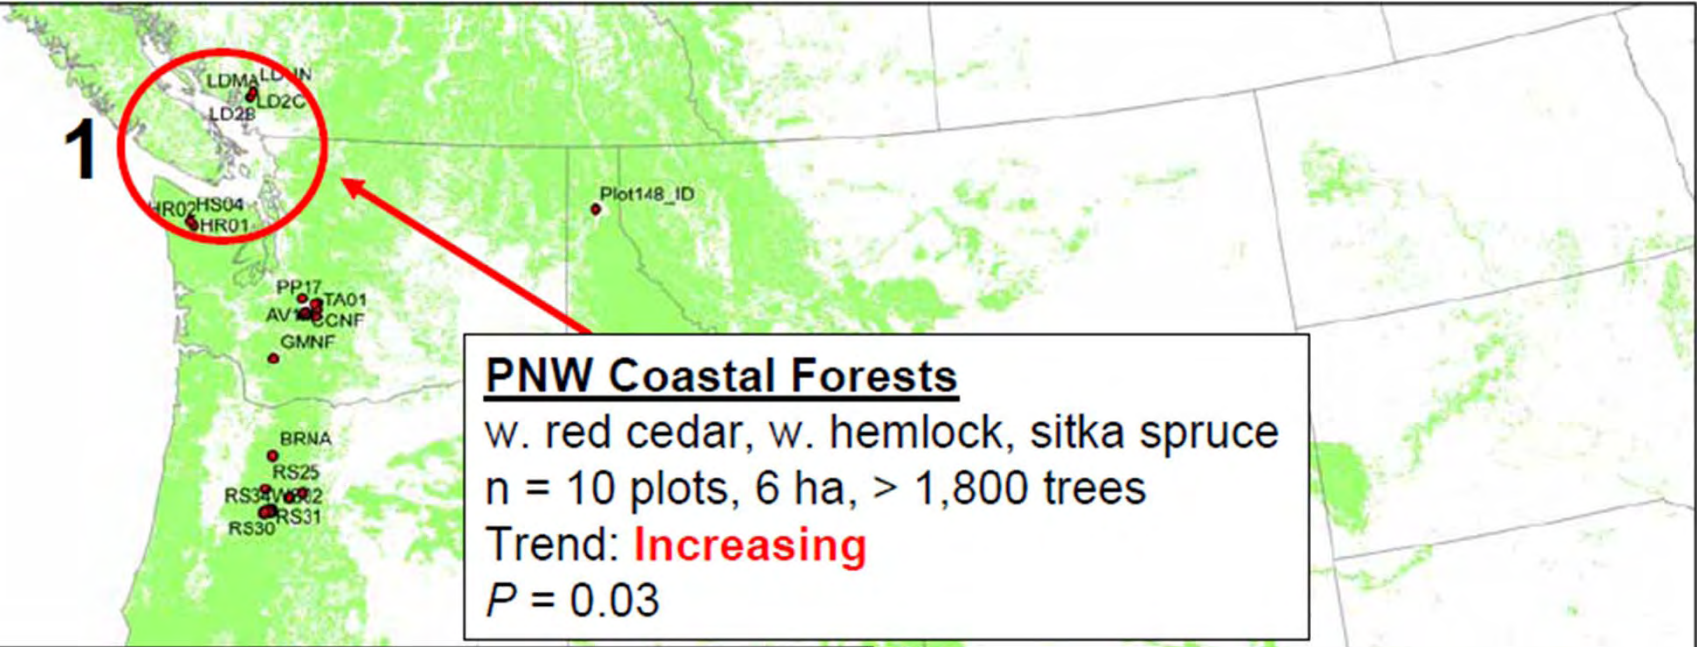 LDMA
LD2C
LD2B
1
HR02 HS04
HR01
Plot148_ID
PP17
TA01
CCNF
GMNF
BRNA
RS25
RS34
RS31
RS30
PNW Coastal Forests
w. red cedar, w. hemlock, sitka spruce
n = 10 plots, 6 ha, > 1,800 trees
Trend: Increasing
P = 0.03